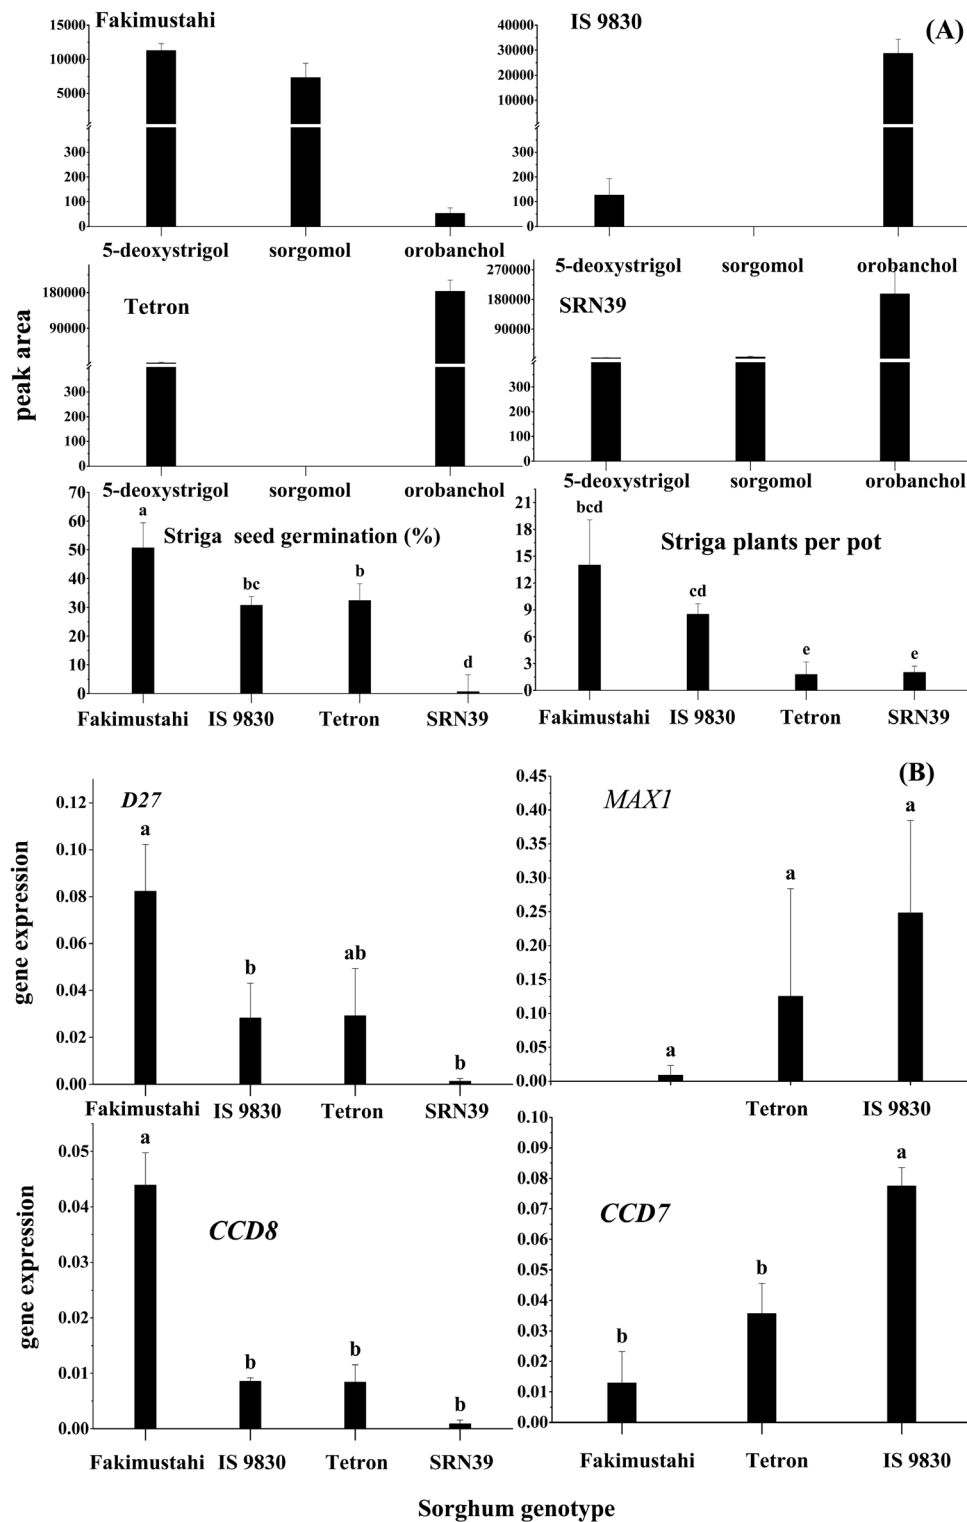 Fakimustahi
IS 9830
(A)
15000
10000
5000
300
200
100
0
5-deoxystrigol
sorgomol
orobanchol
40000
30000
20000
10000
300
200
100
0
5-deoxystrigol
sorgomol
orobanchol
peak area
Tetron
180000
90000
300
200
100
0
5-deoxystrigol
sorgomol
orobanchol
SRN39
270000
180000
90000
300
200
100
0
5-deoxystrigol
sorgomol
orobanchol
Striga seed germination (%)
70
60
50
40
30
20
10
0
a
bc
b
d
Fakimustahi
IS 9830
Tetron
SRN39
Striga plants per pot
21
18
15
12
9
6
3
0
bcd
cd
e
e
Fakimustahi
IS 9830
Tetron
SRN39
(B)
gene expression
D27
0.12
0.10
0.08
0.06
0.04
0.02
0.00
a
b
ab
b
Fakimustahi
IS 9830
Tetron
SRN39
MAX1
0.45
0.40
0.35
0.30
0.25
0.20
0.15
0.10
0.05
0.00
a
a
a
Tetron
IS 9830
gene expression
CCD8
0.05
0.04
0.03
0.02
0.01
0.00
a
b
b
b
Fakimustahi
IS 9830
Tetron
SRN39
CCD7
0.10
0.09
0.08
0.07
0.06
0.05
0.04
0.03
0.02
0.01
0.00
b
b
a
Fakimustahi
Tetron
IS 9830
Sorghum genotype